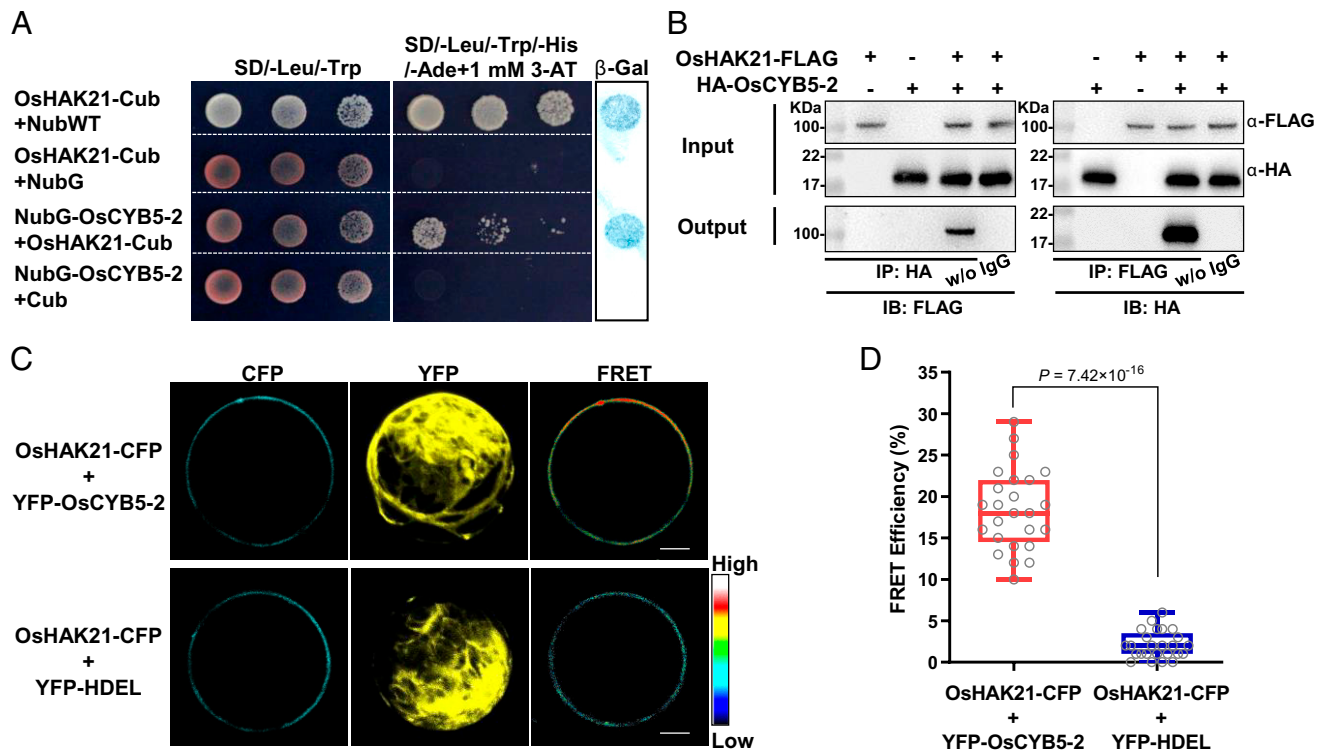 A
SD/-Leu/-Trp
SD/-Leu/-Trp/-His
/-Ade+1 mM 3-AT
β-Gal
OsHAK21-Cub
+NubWT
OsHAK21-Cub
+NubG
NubG-OsCYB5-2
+OsHAK21-Cub
NubG-OsCYB5-2
+Cub
B
OsHAK21-FLAG + - + + - + + +
HA-OsCYB5-2 - + + + + - + +
KDa KDa
Input
100 100 α-FLAG
22 22
17 17 α-HA
Output
100 22
17
IP: HA w/o IgG IP: FLAG w/o IgG
IB: FLAG IB: HA
C
CFP YFP FRET
OsHAK21-CFP
+
YFP-OsCYB5-2
OsHAK21-CFP
+
YFP-HDEL
High
Low
D
P = 7.42×10-16
FRET Efficiency (%)
35
30
25
20
15
10
5
0
OsHAK21-CFP OsHAK21-CFP
+ +
YFP-OsCYB5-2 YFP-HDEL